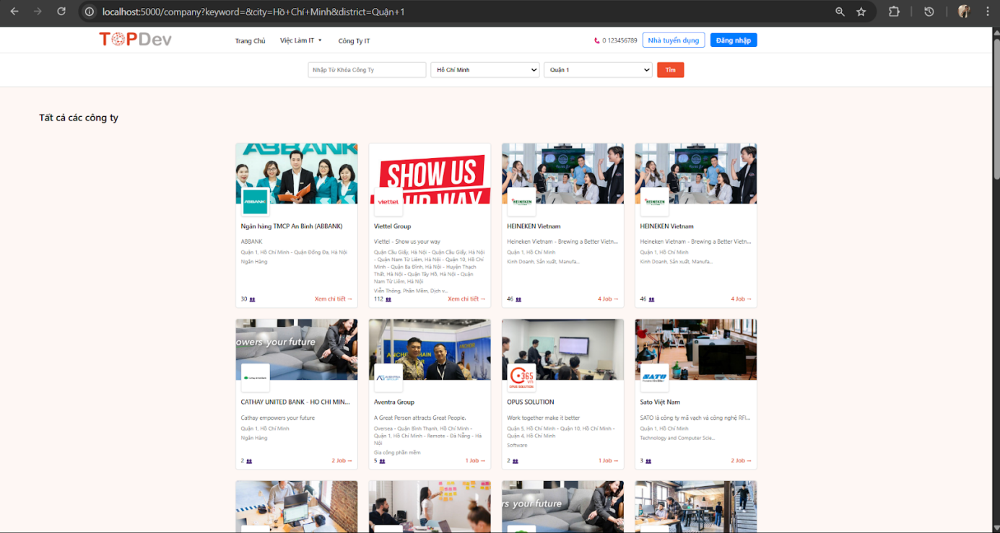 localhost:5000/company?keyword=&city=Hồ+Chí+Minh&district=Quận+1
TOPDev
Trang Chủ
Việc Làm IT
Công Ty IT
0 123456789
Nhà tuyển dụng
Đăng nhập
Nhập Từ Khóa Công Ty
Hồ Chí Minh
Quận 1
Tìm
Tất cả các công ty
ABBANK
ABBANK
Ngân hàng TMCP An Bình (ABBANK)
ABBANK
Quận 1, Hồ Chí Minh - Quận Đống Đa, Hà Nội
Ngân Hàng
30
Xem chi tiết →
SHOW US
OUR WAY
viettel
Viettel Group
Viettel - Show us your way
Quận Cầu Giấy, Hà Nội - Quận Cầu Giấy, Hà Nội
- Quận Nam Từ Liêm, Hà Nội - Quận 10, Hồ Chí
Minh - Quận Ba Đình, Hà Nội - Huyện Thạch
Thất, Hà Nội - Quận Tây Hồ, Hà Nội - Quận
Nam Từ Liêm, Hà Nội
Viễn Thông, Phần Mềm, Dịch v...
112
Xem chi tiết →
HEINEKEN
HEINEKEN Vietnam
Heineken Vietnam - Brewing a Better Vietn...
Quận 1, Hồ Chí Minh
Kinh Doanh, Sản xuất, Manufa...
46
4 Job →
HEINEKEN
HEINEKEN Vietnam
Heineken Vietnam - Brewing a Better Vietn...
Quận 1, Hồ Chí Minh
Kinh Doanh, Sản xuất, Manufa...
46
4 Job →
owers your future
CATHAY UNITED BANK - HO CHI MIN...
Cathay empowers your future
Quận 1, Hồ Chí Minh
Ngân Hàng
2
2 Job →
AVENTRA
Aventra Group
A Great Person attracts Great People.
Oversea - Quận Bình Thạnh, Hồ Chí Minh -
Quận 1, Hồ Chí Minh - Remote - Đà Nẵng - Hà
Nội
Gia công phần mềm
5
1 Job →
365
OPUS SOLUTION
OPUS SOLUTION
Work together make it better
Quận 5, Hồ Chí Minh - Quận 10, Hồ Chí Minh -
Quận 4, Hồ Chí Minh
Software
2
1 Job →
SATO
Sato Việt Nam
SATO là công ty mã vạch và công nghệ RFI...
Quận 1, Hồ Chí Minh
Technology and Computer Scie...
3
2 Job →
rs your future